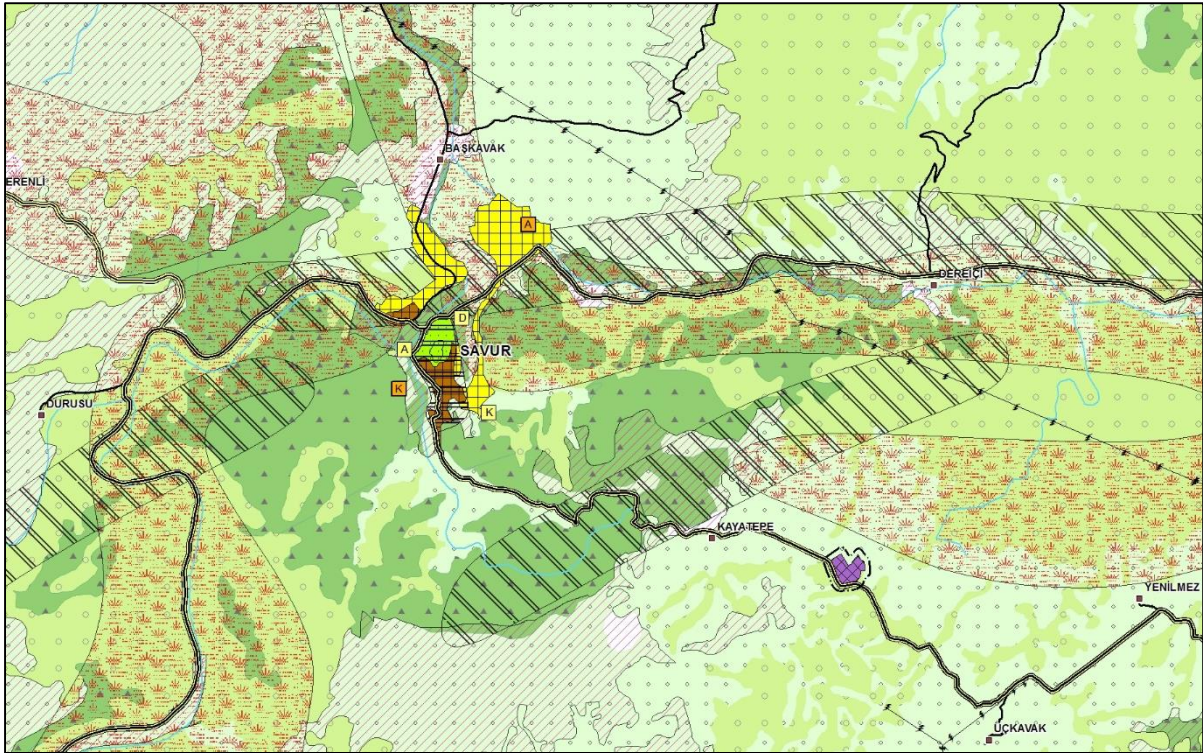 BAŞKAVAK
ERENLİ
A
DEREİÇİ
D
A
SAVUR
K
K
DURUSU
KAYATEPE
YENİLMEZ
ÜÇKAVAK